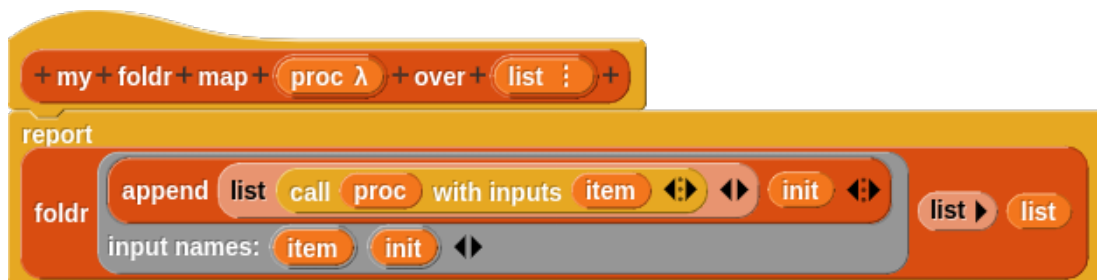 + my + foldr + map + proc λ + over + list ⋮ +
report
foldr append list call proc with inputs item init list list
input names: item init